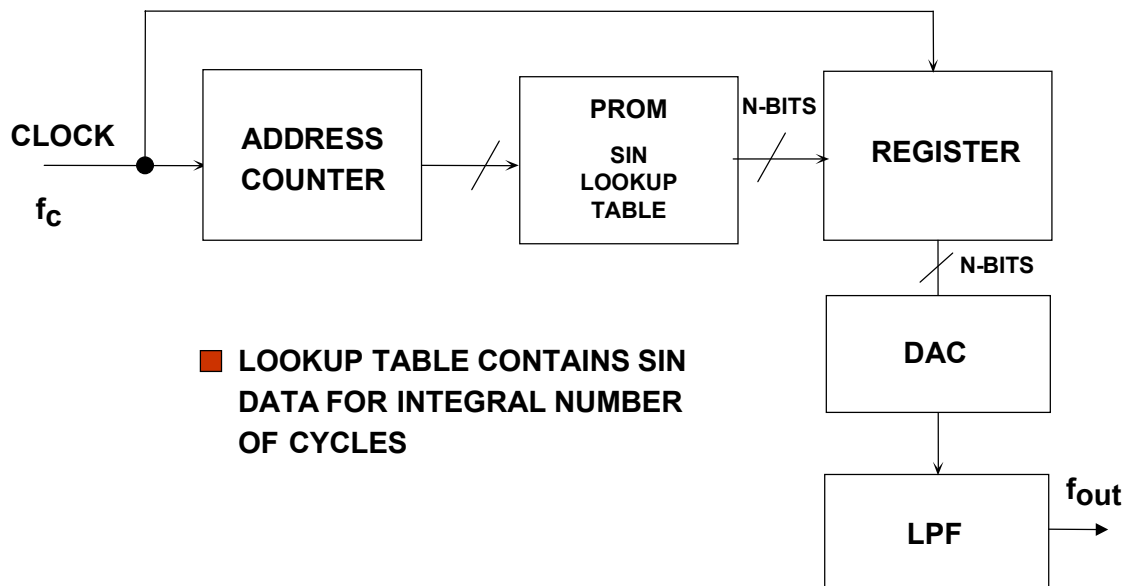 CLOCK
fc
ADDRESS
COUNTER
PROM
SIN
LOOKUP
TABLE
N-BITS
REGISTER
N-BITS
DAC
LOOKUP TABLE CONTAINS SIN
DATA FOR INTEGRAL NUMBER
OF CYCLES
LPF
fout